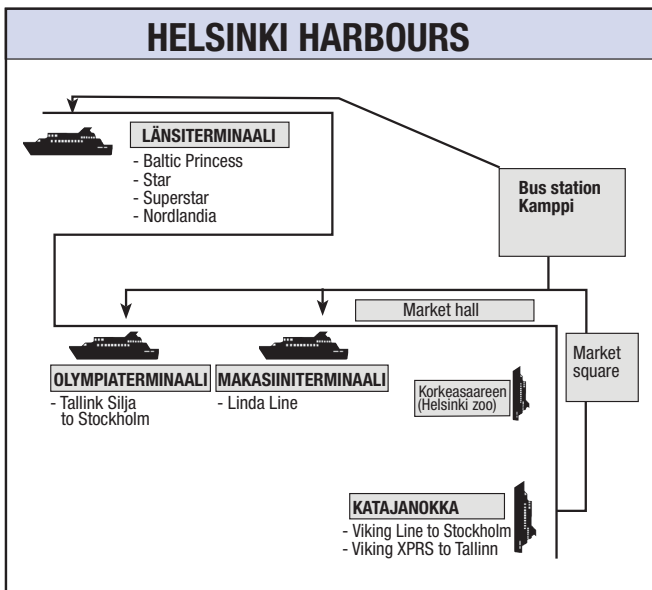 HELSINKI HARBOURS
LÄNSITERMINAALI
- Baltic Princess
- Star
- Superstar
- Nordlandia
Bus station
Kamppi
Market hall
Market
square
OLYMPIATERMINAALI
- Tallink Silja
to Stockholm
MAKASIINITERMINAALI
- Linda Line
Korkeasaareen
(Helsinki zoo)
KATAJANOKKA
- Viking Line to Stockholm
- Viking XPRS to Tallinn